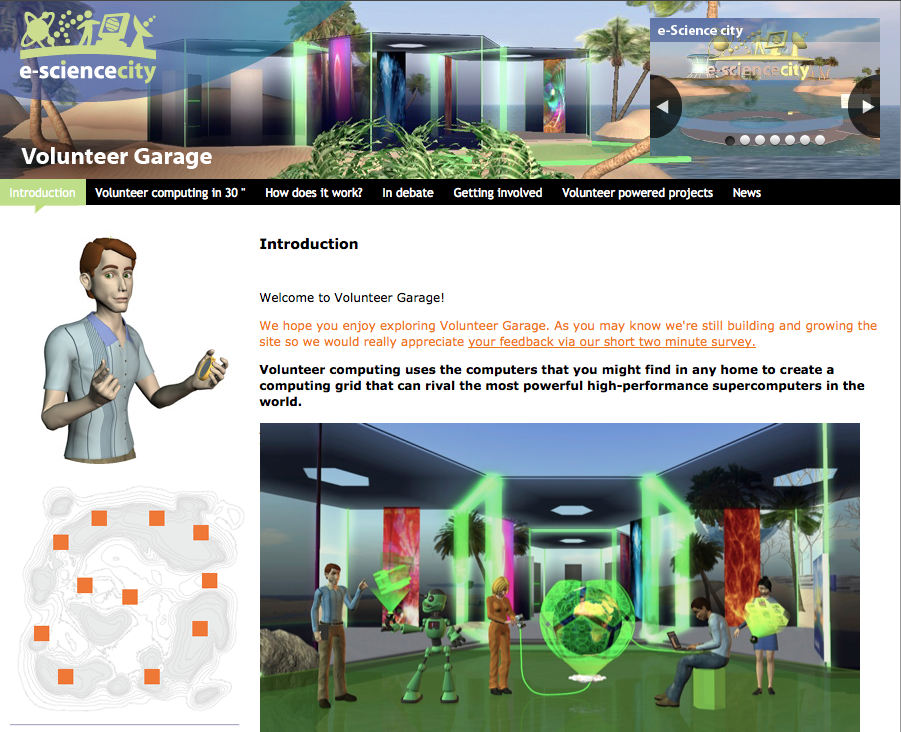 e-sciencecity
e-Science city
e-sciencecity
Volunteer Garage
Introduction Volunteer computing in 30 " How does it work? In debate Getting involved Volunteer powered projects News
Introduction
Welcome to Volunteer Garage!
We hope you enjoy exploring Volunteer Garage. As you may know we're still building and growing the
site so we would really appreciate your feedback via our short two minute survey.
Volunteer computing uses the computers that you might find in any home to create a
computing grid that can rival the most powerful high-performance supercomputers in the
world.